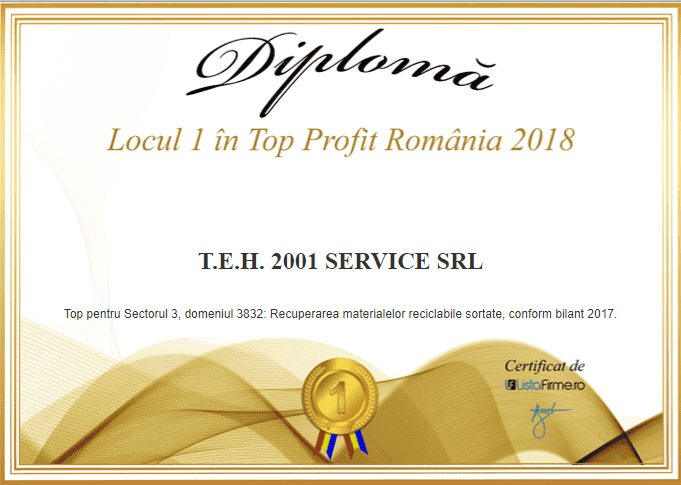 Diplomă
Locul 1 în Top Profit România 2018
T.E.H. 2001 SERVICE SRL
Top pentru Sectorul 3, domeniul 3832: Recuperarea materialelor reciclabile sortate, conform bilant 2017.
Certificat de
LF ListaFirme.ro
1